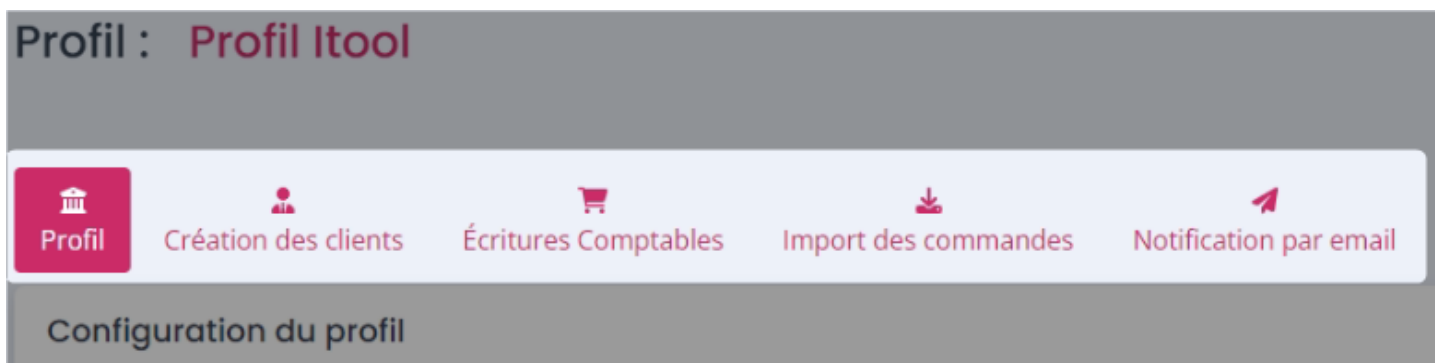 Profil : Profil Itool
Profil
Création des clients
Écritures Comptables
Import des commandes
Notification par email
Configuration du profil